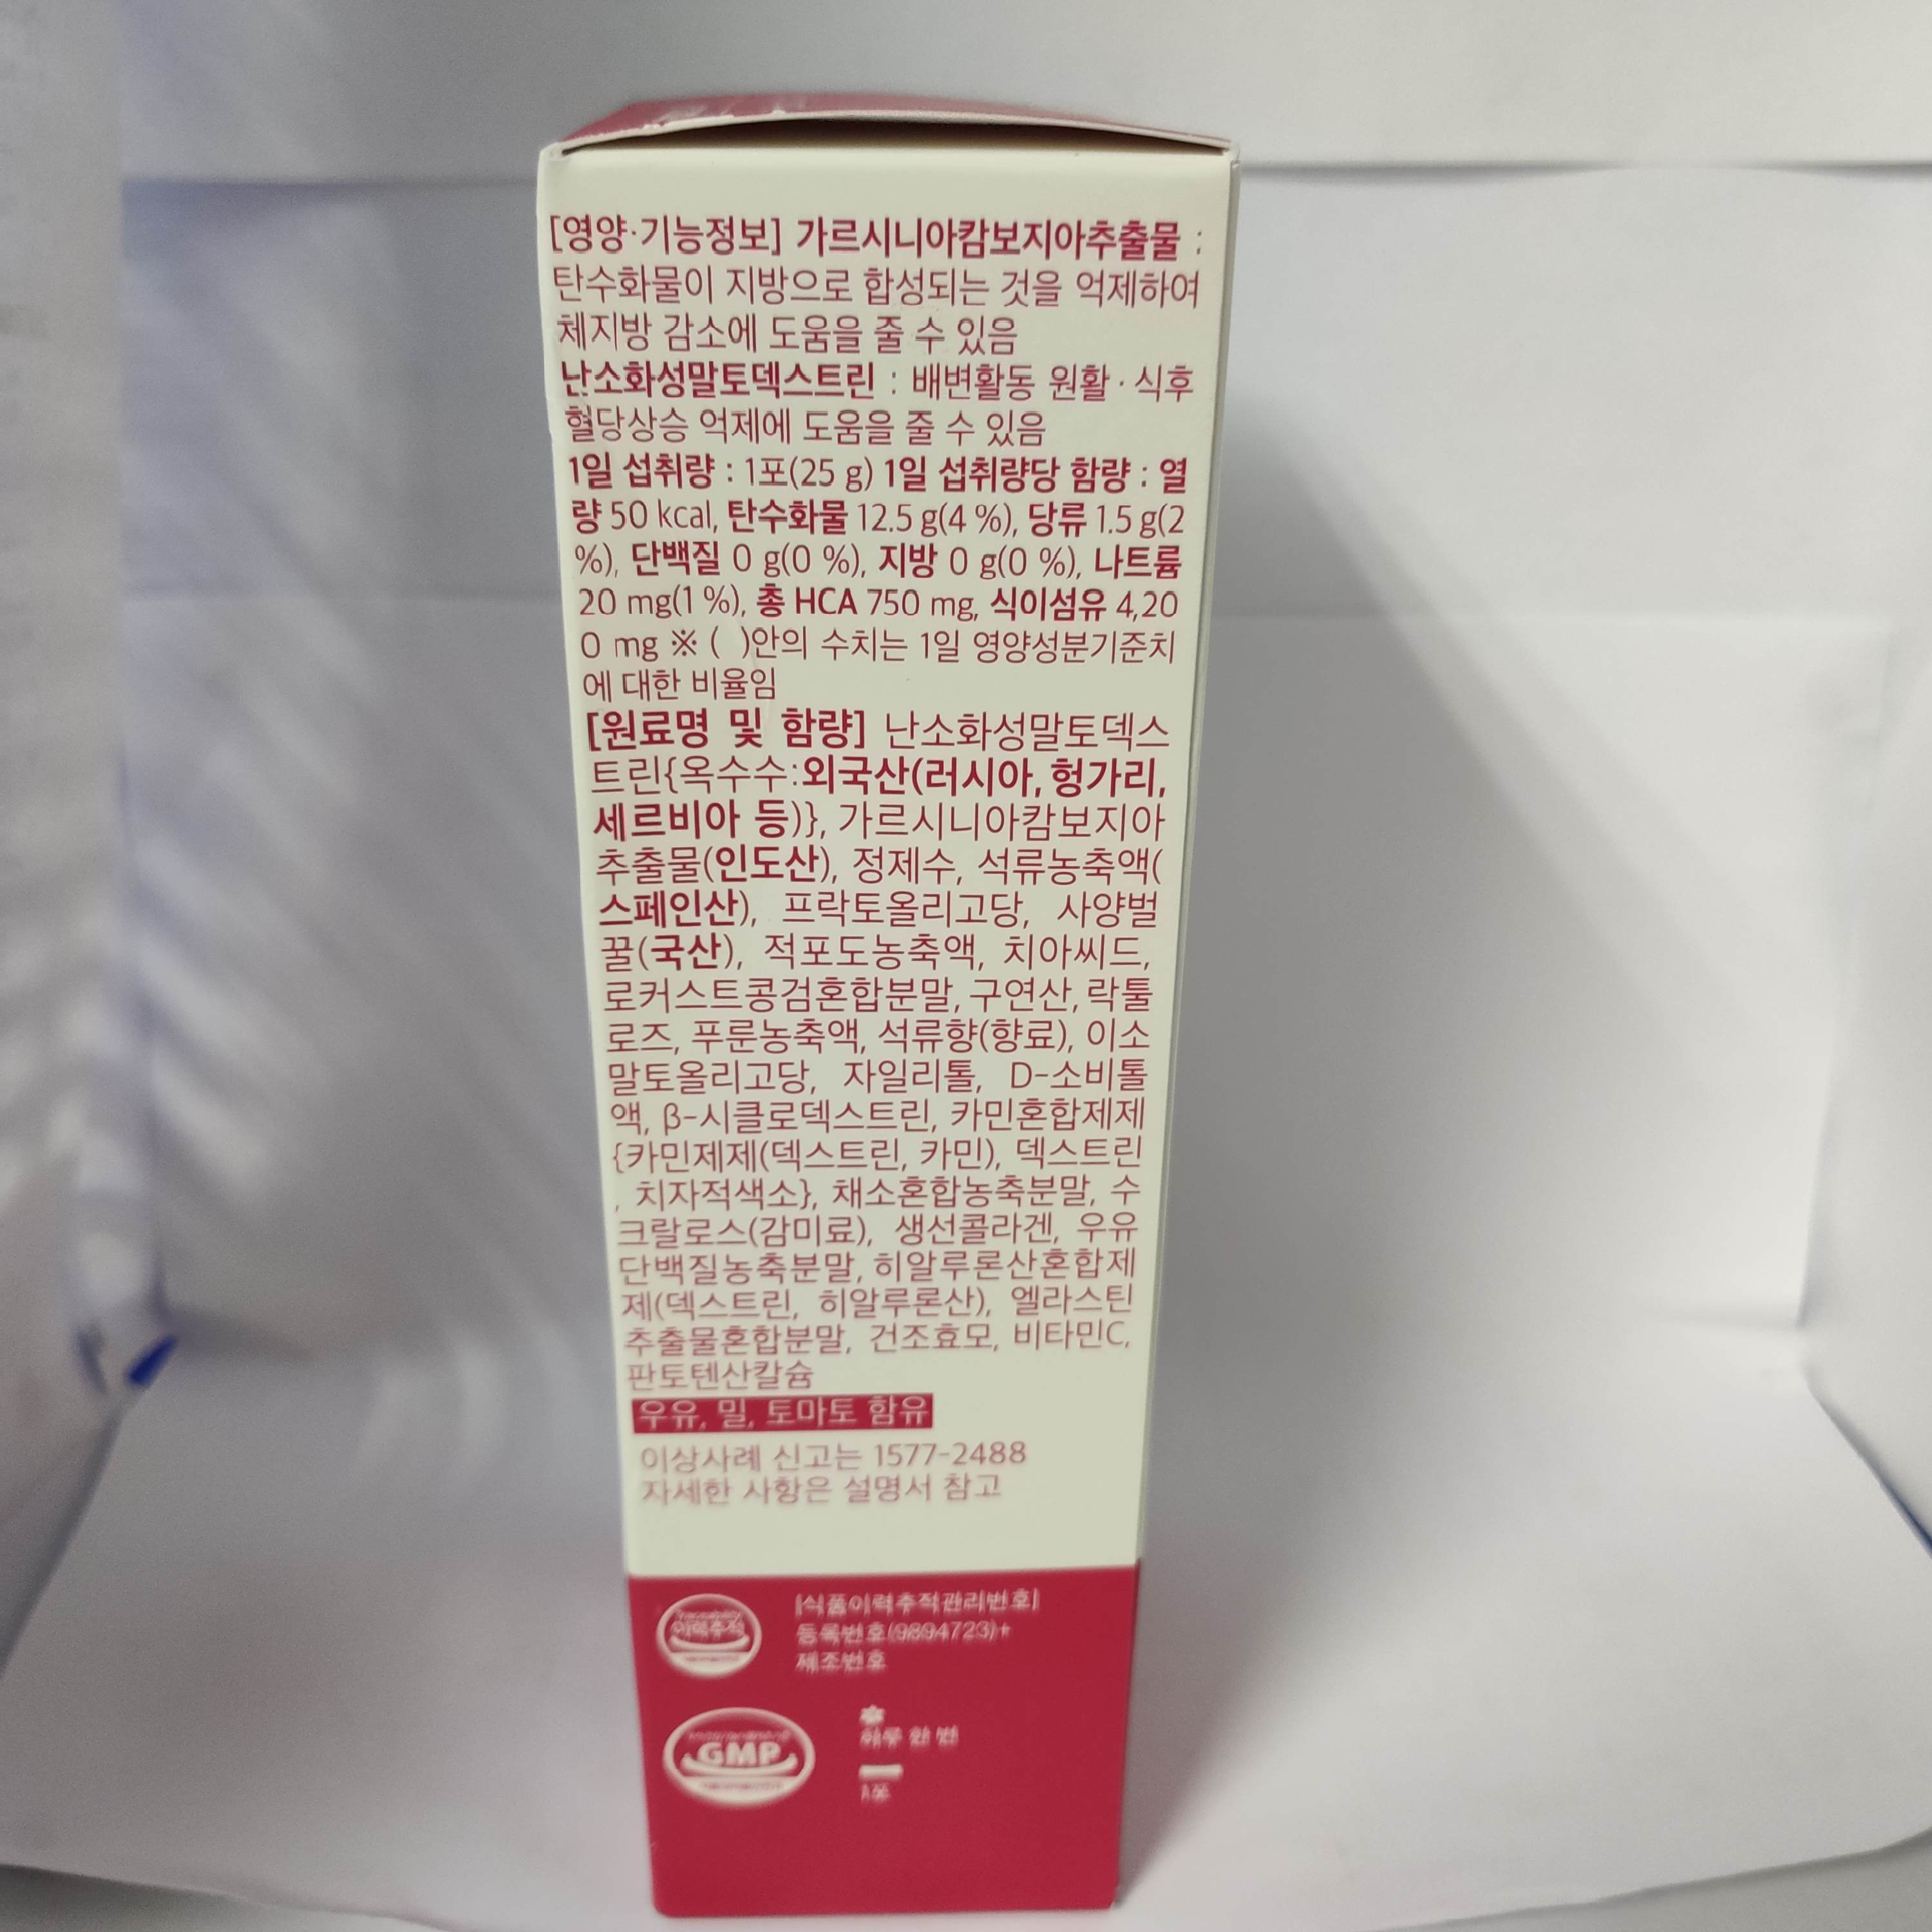 [영양·기능정보] 가르시니아캄보지아추출물 :
탄수화물이 지방으로 합성되는 것을 억제하여
체지방 감소에 도움을 줄 수 있음
난소화성말토덱스트린 : 배변활동 원활·식후
혈당상승 억제에 도움을 줄 수 있음
1일 섭취량 : 1포(25 g) 1일 섭취량당 함량 : 열
량 50 kcal, 탄수화물 12.5 g(4 %), 당류 1.5 g(2
%), 단백질 0 g(0 %), 지방 0 g(0 %), 나트륨
20 mg(1 %), 총 HCA 750 mg, 식이섬유 4,20
0 mg ※ ( )안의 수치는 1일 영양성분기준치
에 대한 비율임
[원료명 및 함량] 난소화성말토덱스
트린{옥수수:외국산(러시아, 헝가리,
세르비아 등)}, 가르시니아캄보지아
추출물(인도산), 정제수, 석류농축액(
스페인산), 프락토올리고당, 사양벌
꿀(국산), 적포도농축액, 치아씨드,
로커스트콩검혼합분말, 구연산, 락툴
로즈, 푸룬농축액, 석류향(향료), 이소
말토올리고당, 자일리톨, D-소비톨
액, β-시클로덱스트린, 카민혼합제제
{카민제제(덱스트린, 카민), 덱스트린
, 치자적색소}, 채소혼합농축분말, 수
크랄로스(감미료), 생선콜라겐, 우유
단백질농축분말, 히알루론산혼합제
제(덱스트린, 히알루론산), 엘라스틴
추출물혼합분말, 건조효모, 비타민C,
판토텐산칼슘
우유, 밀, 토마토 함유
이상사례 신고는 1577-2488
자세한 사항은 설명서 참고
[식품이력추적관리번호]
등록번호(9894723)+
제조번호
이력추적
GMP
하루 한 번
1포